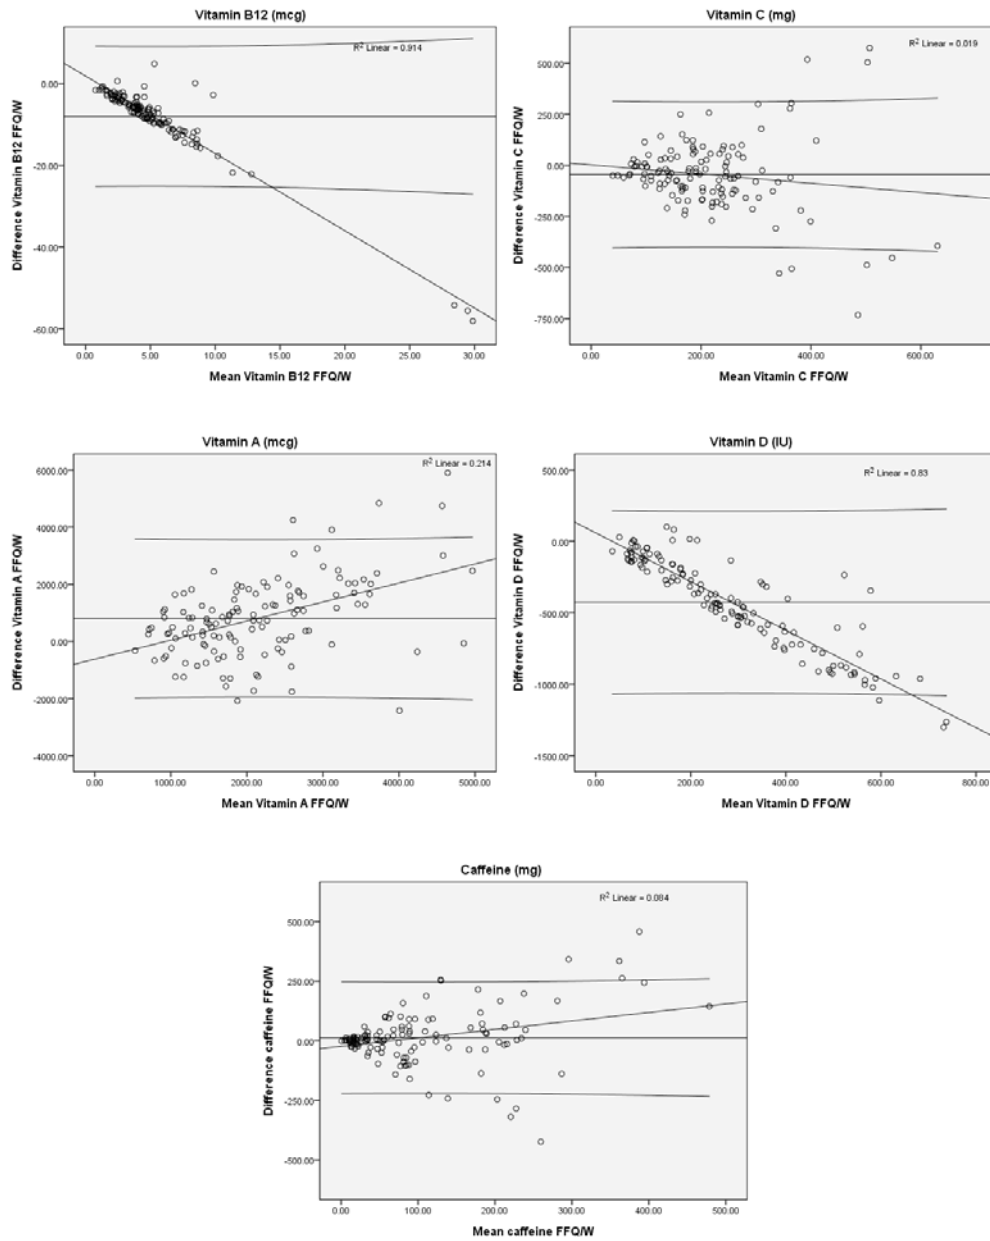 Vitamin B12 (mcg)
R² Linear = 0.914
Difference Vitamin B12 FFQ/W
0.00
-20.00
-40.00
-60.00
0.00 5.00 10.00 15.00 20.00 25.00 30.00
Mean Vitamin B12 FFQ/W
Vitamin C (mg)
R² Linear = 0.019
Difference Vitamin C FFQ/W
500.00
250.00
0.00
-250.00
-500.00
-750.00
0.00 200.00 400.00 600.00
Mean Vitamin C FFQ/W
Vitamin A (mcg)
R² Linear = 0.214
Difference Vitamin A FFQ/W
6000.00
4000.00
2000.00
0.00
-2000.00
-4000.00
0.00 1000.00 2000.00 3000.00 4000.00 5000.00
Mean Vitamin A FFQ/W
Vitamin D (IU)
R² Linear = 0.83
Difference Vitamin D FFQ/W
500.00
0.00
-500.00
-1000.00
-1500.00
0.00 200.00 400.00 600.00 800.00
Mean Vitamin D FFQ/W
Caffeine (mg)
R² Linear = 0.084
Difference caffeine FFQ/W
500.00
250.00
0.00
-250.00
-500.00
0.00 100.00 200.00 300.00 400.00 500.00
Mean caffeine FFQ/W